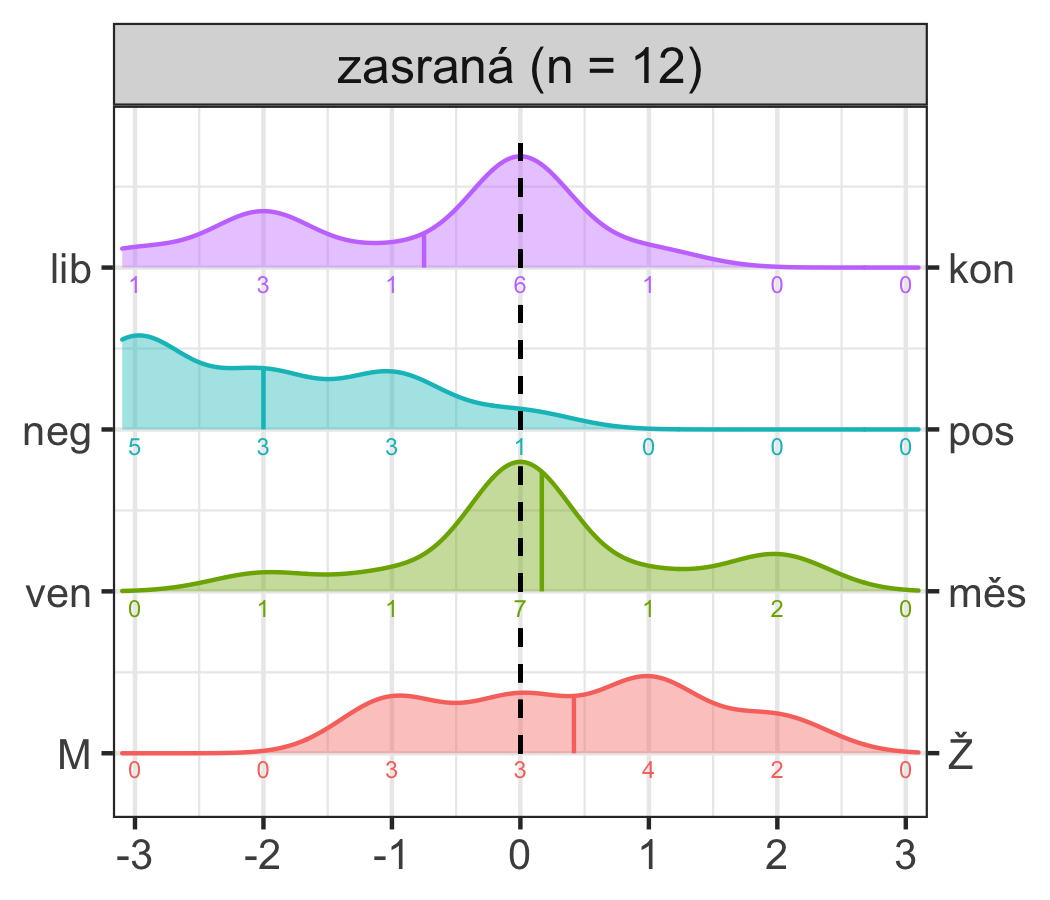 zasraná (n = 12)
lib kon
1 3 1 6 1 0 0
neg pos
5 3 3 1 0 0 0
ven měs
0 1 1 7 1 2 0
M Ž
0 0 3 3 4 2 0
-3 -2 -1 0 1 2 3